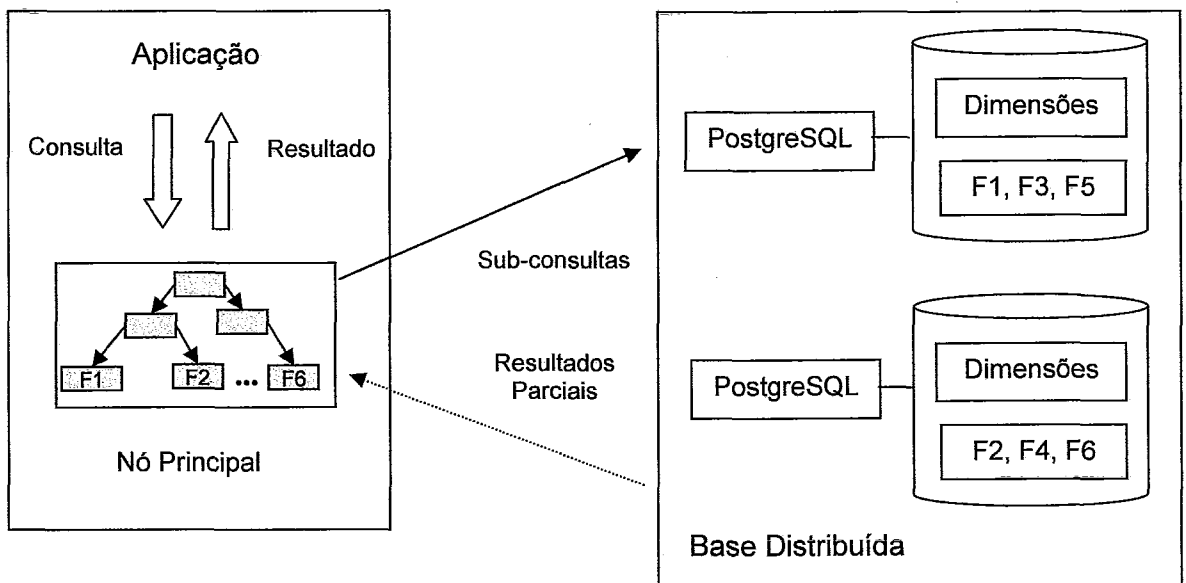 Aplicação
Consulta
Resultado
F1
F2
...
F6
Nó Principal
Sub-consultas
Resultados
Parciais
PostgreSQL
Dimensões
F1, F3, F5
PostgreSQL
Dimensões
F2, F4, F6
Base Distribuída